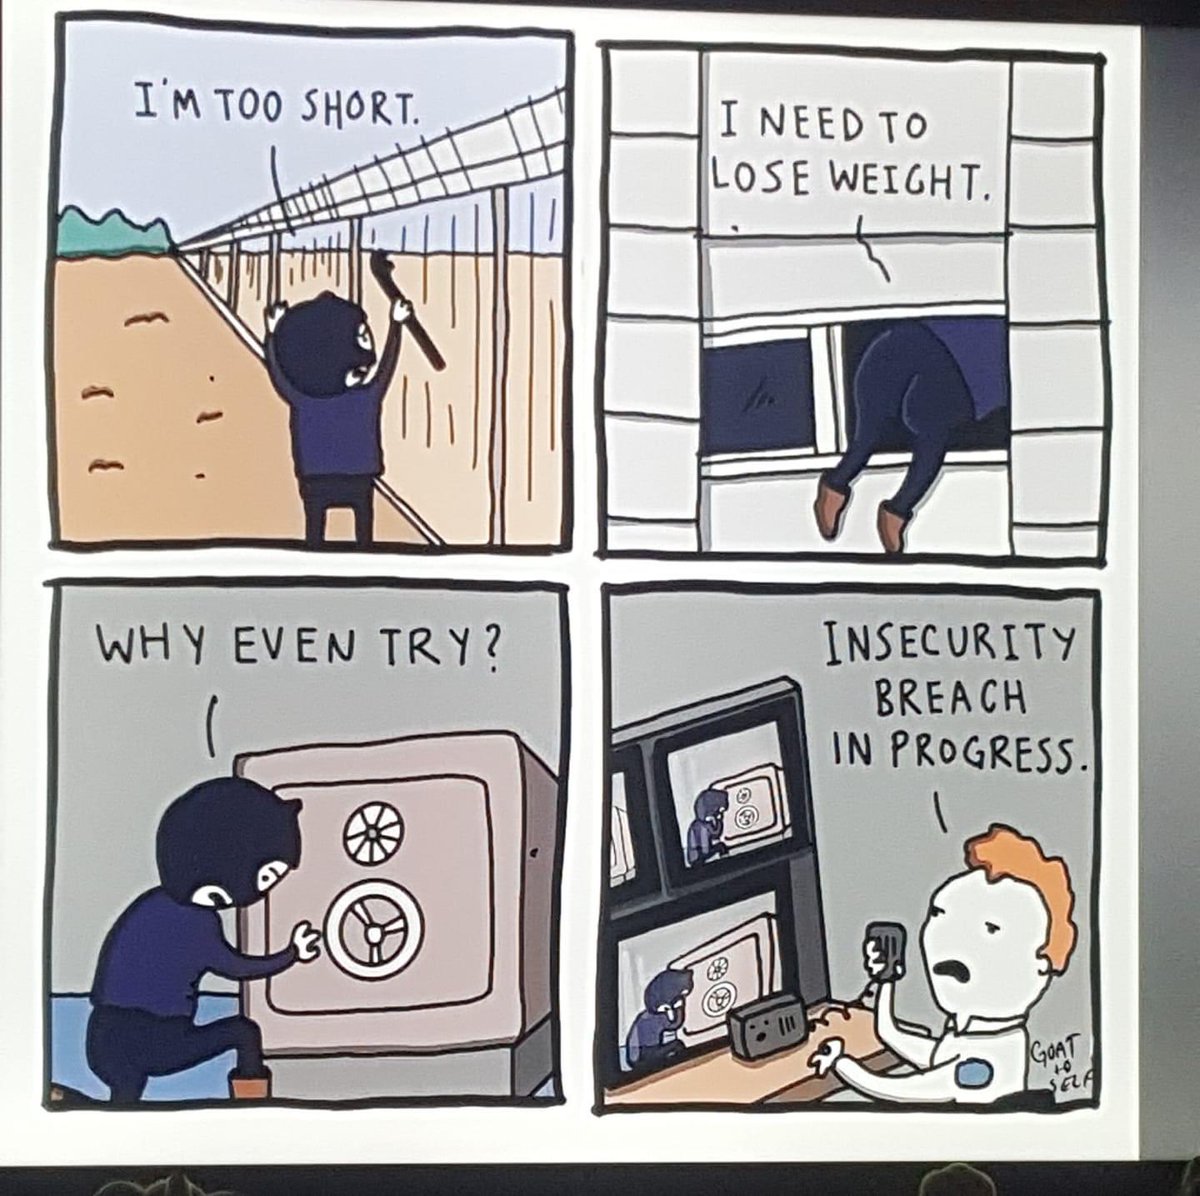 I'M TOO SHORT.
I NEED TO
LOSE WEIGHT.
WHY EVEN TRY?
INSECURITY
BREACH
IN PROGRESS.
GOAT
to
SELF